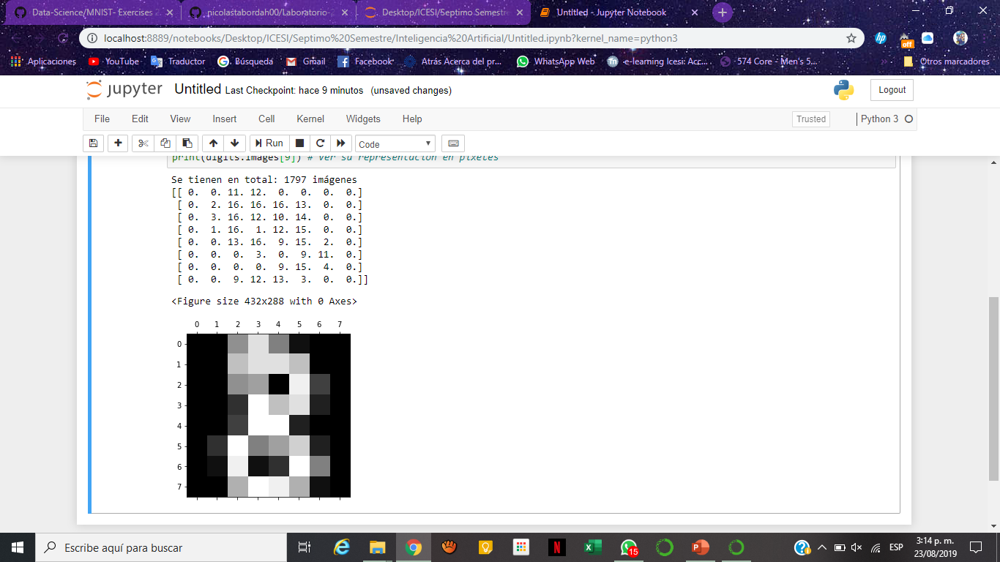 Data-Science/MNIST- Exercises 2.
nicolastabordah00/Laboratorio-2
Desktop/ICESI/Septimo Semestre
Untitled - Jupyter Notebook
localhost:8889/notebooks/Desktop/ICESI/Septimo%20Semestre/Inteligencia%20Artificial/Untitled.ipynb?kernel_name=python3
hp
off
Aplicaciones
YouTube
Traductor
Búsqueda
Gmail
Facebook
Atrás Acerca del pr...
WhatsApp Web
Tm
e-learning Icesi: Acc...
574 Core - Men's 5...
Otros marcadores
jupyter Untitled Last Checkpoint: hace 9 minutos (unsaved changes)
Logout
File Edit View Insert Cell Kernel Widgets Help
Trusted
Python 3
Run
Code
print(digits.images[9]) # ver su representación en pixeles
Se tienen en total: 1797 imágenes
[[ 0. 0. 11. 12. 0. 0. 0. 0.]
[ 0. 2. 16. 16. 16. 13. 0. 0.]
[ 0. 3. 16. 12. 10. 14. 0. 0.]
[ 0. 1. 16. 1. 12. 15. 0. 0.]
[ 0. 0. 13. 16. 9. 15. 2. 0.]
[ 0. 0. 0. 3. 0. 9. 11. 0.]
[ 0. 0. 0. 0. 9. 15. 4. 0.]
[ 0. 0. 9. 12. 13. 3. 0. 0.]]
<Figure size 432x288 with 0 Axes>
0 1 2 3 4 5 6 7
0
1
2
3
4
5
6
7
Escribe aquí para buscar
N
15
ESP
3:14 p. m.
23/08/2019